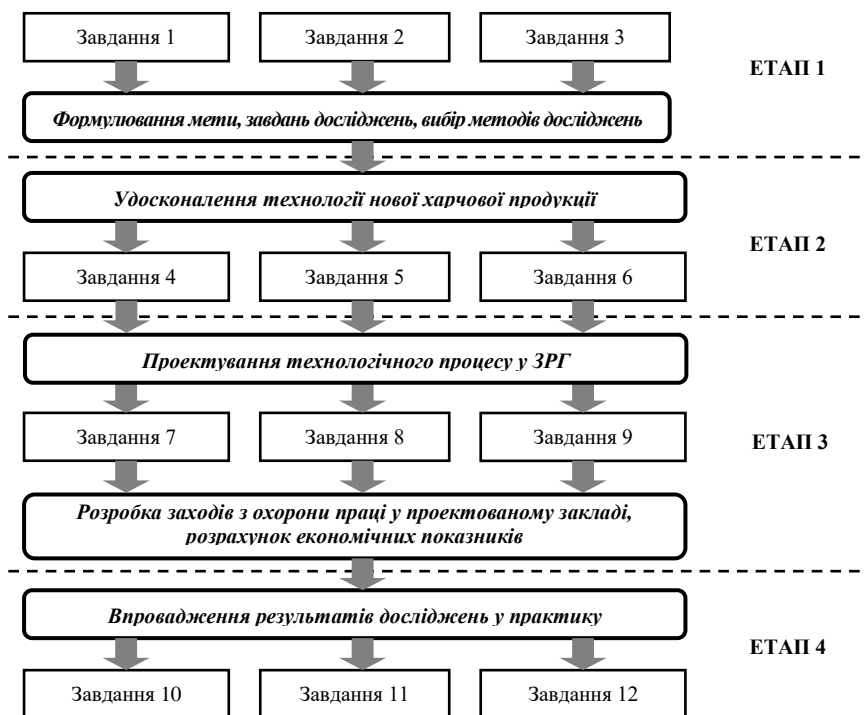 Завдання 1
Завдання 2
Завдання 3
ЕТАП 1
Формулювання мети, завдань досліджень, вибір методів досліджень
Удосконалення технології нової харчової продукції
ЕТАП 2
Завдання 4
Завдання 5
Завдання 6
Проектування технологічного процесу у ЗРГ
Завдання 7
Завдання 8
Завдання 9
ЕТАП 3
Розробка заходів з охорони праці у проектованому закладі,
розрахунок економічних показників
Впровадження результатів досліджень у практику
ЕТАП 4
Завдання 10
Завдання 11
Завдання 12